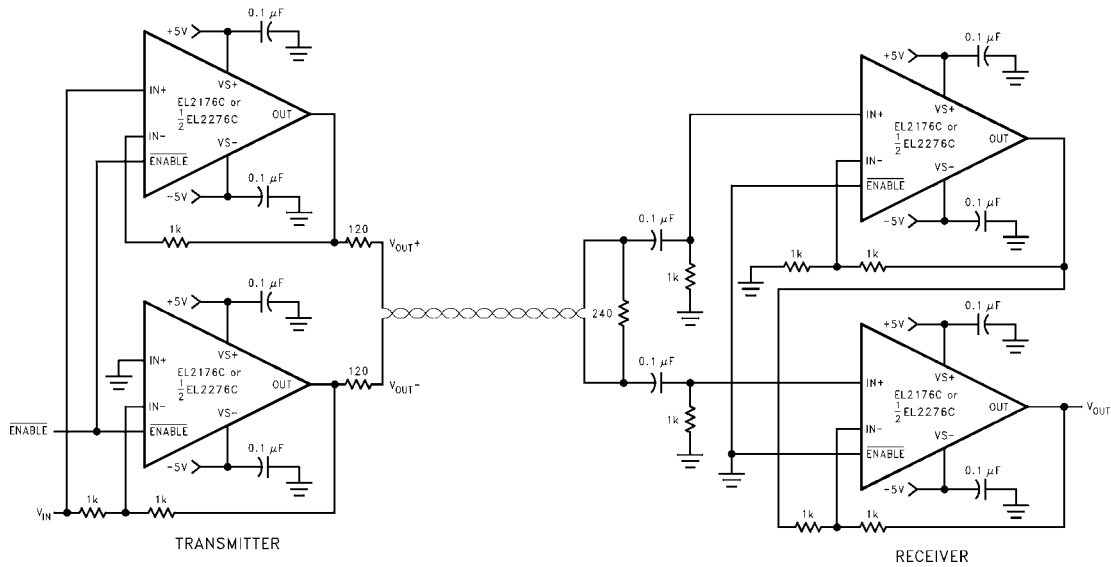 0.1 µF
+5V
VS+
IN+
EL2176C or
1/2 EL2276C
OUT
IN-
VS-
ENABLE
0.1 µF
-5V
1k
120
VOUT+
0.1 µF
+5V
VS+
IN+
EL2176C or
1/2 EL2276C
OUT
120
VOUT-
IN-
VS-
ENABLE
ENABLE
0.1 µF
-5V
VIN
1k
1k
TRANSMITTER
240
0.1 µF
1k
0.1 µF
1k
0.1 µF
+5V
VS+
IN+
EL2176C or
1/2 EL2276C
OUT
IN-
VS-
ENABLE
0.1 µF
-5V
1k
1k
0.1 µF
+5V
VS+
IN+
EL2176C or
1/2 EL2276C
OUT
VOUT
IN-
VS-
ENABLE
0.1 µF
-5V
1k
1k
RECEIVER